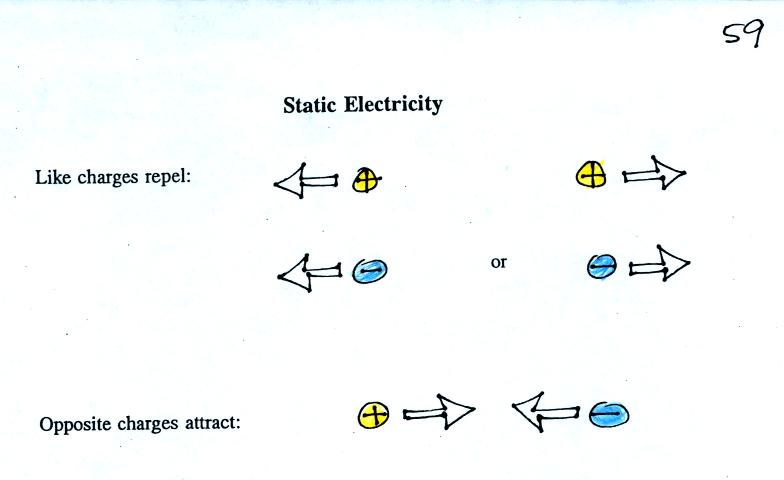 59
Static Electricity
Like charges repel: + +
- or -
Opposite charges attract: + -